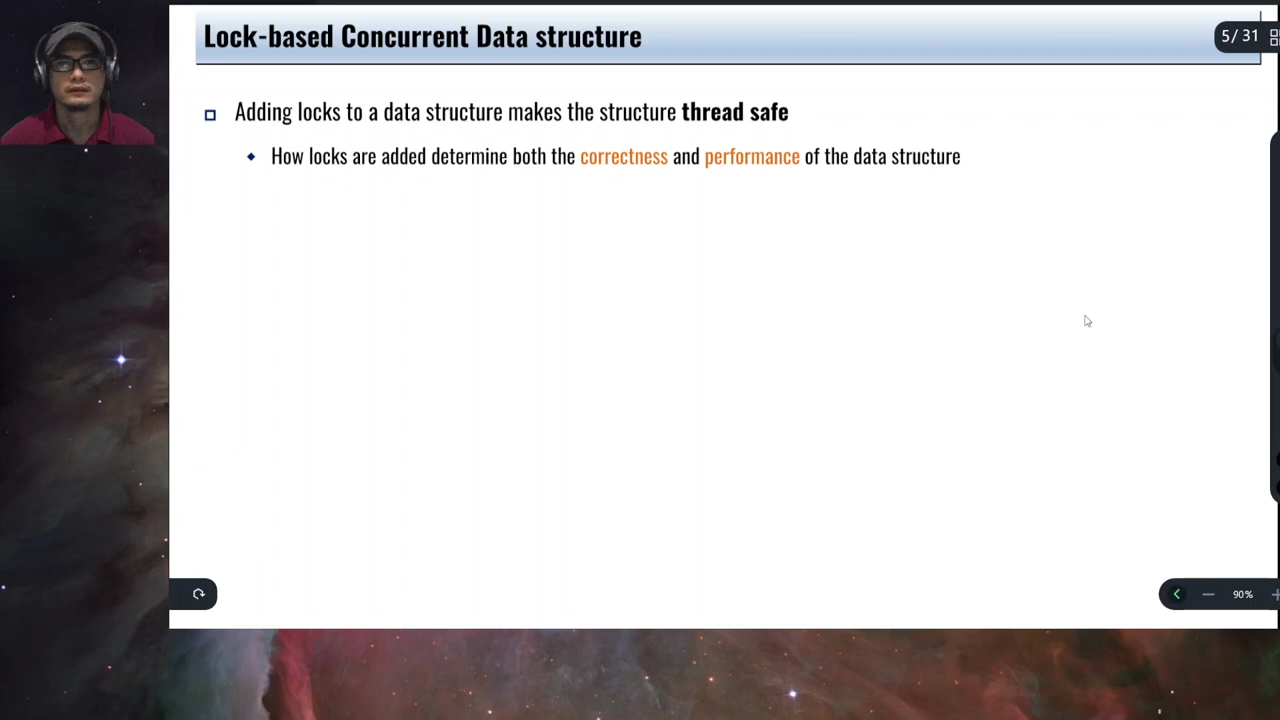 Lock-based Concurrent Data structure
5 / 31
Adding locks to a data structure makes the structure thread safe
How locks are added determine both the correctness and performance of the data structure
90%